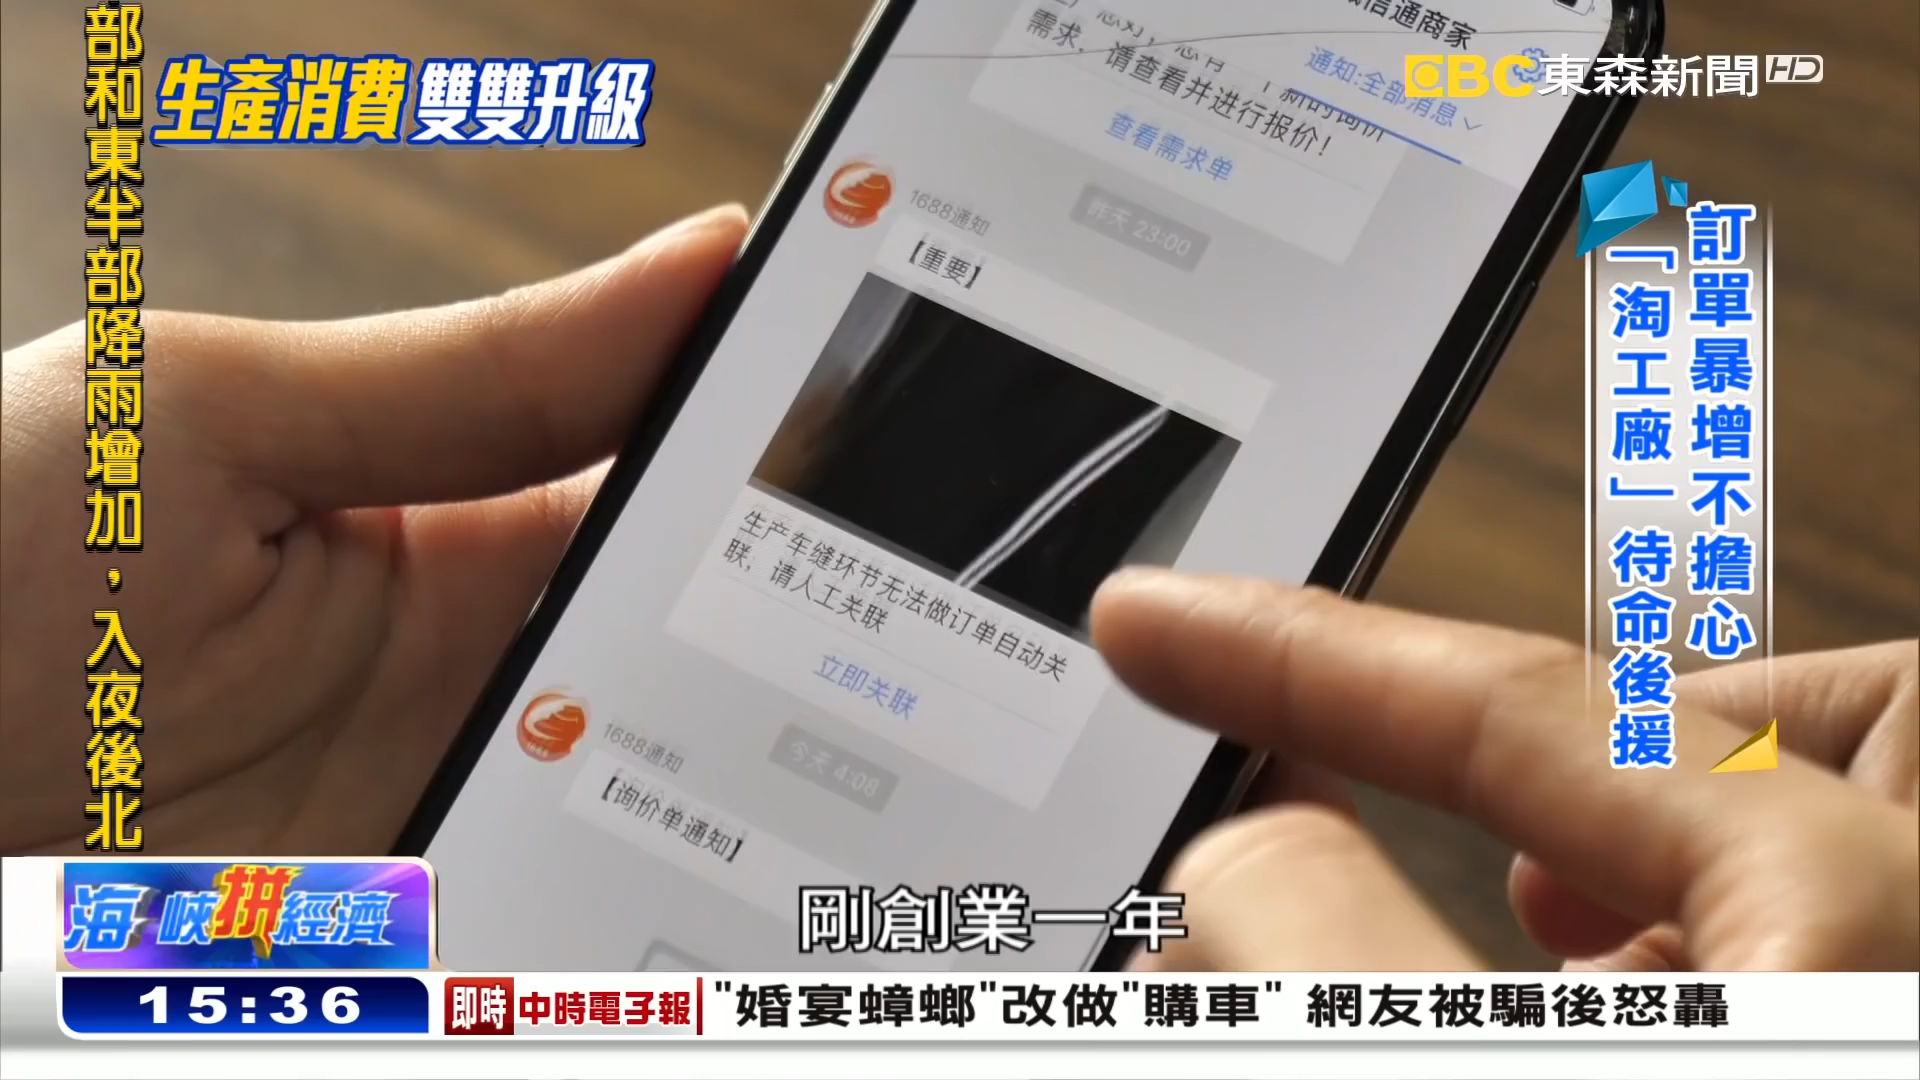 部和東半部降雨增加，入夜後北
生產消費 雙雙升級
EBC 東森新聞 HD
訂單暴增不擔心
「淘工廠」待命後援
信通商家
通知:全部消息
需求，请查看并进行报价！
查看需求单
昨天 23:00
1688通知
【重要】
生产车缝环节无法做订单自动关
联，请人工关联
立即关联
今天 4:08
1688通知
【询价单通知】
剛創業一年
海峽拼經濟
15:36
即時 中時電子報 "婚宴蟑螂"改做"購車" 網友被騙後怒轟